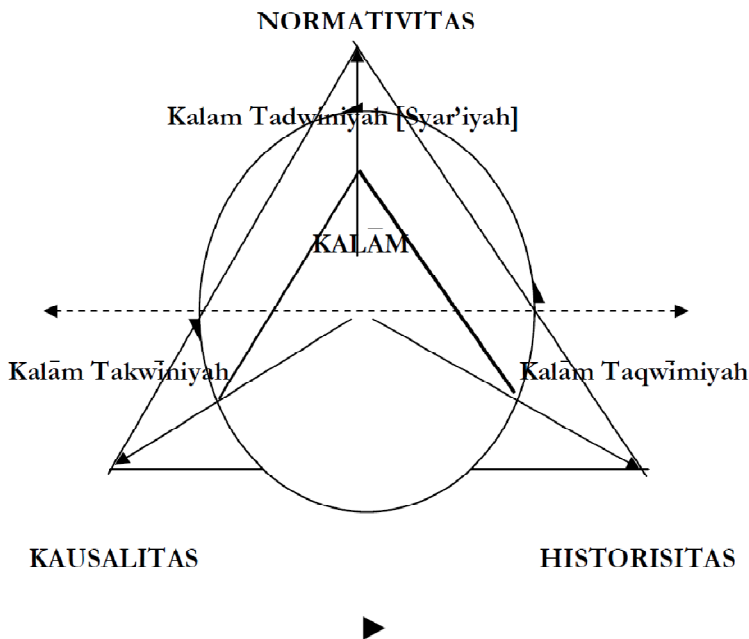 NORMATIVITAS
Kalam Tadwiniyah [Syar’iyah]
KALĀM
Kalām Takwīniyah
Kalām Taqwīmiyah
KAUSALITAS
HISTORISITAS